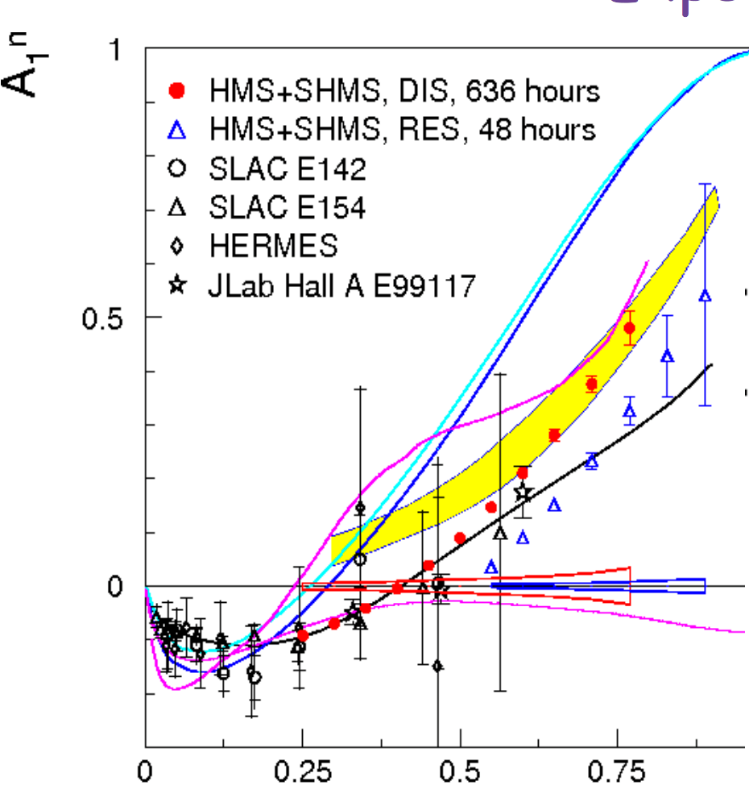 A1n
1
HMS+SHMS, DIS, 636 hours
HMS+SHMS, RES, 48 hours
SLAC E142
SLAC E154
HERMES
JLab Hall A E99117
0.5
0
0 0.25 0.5 0.75